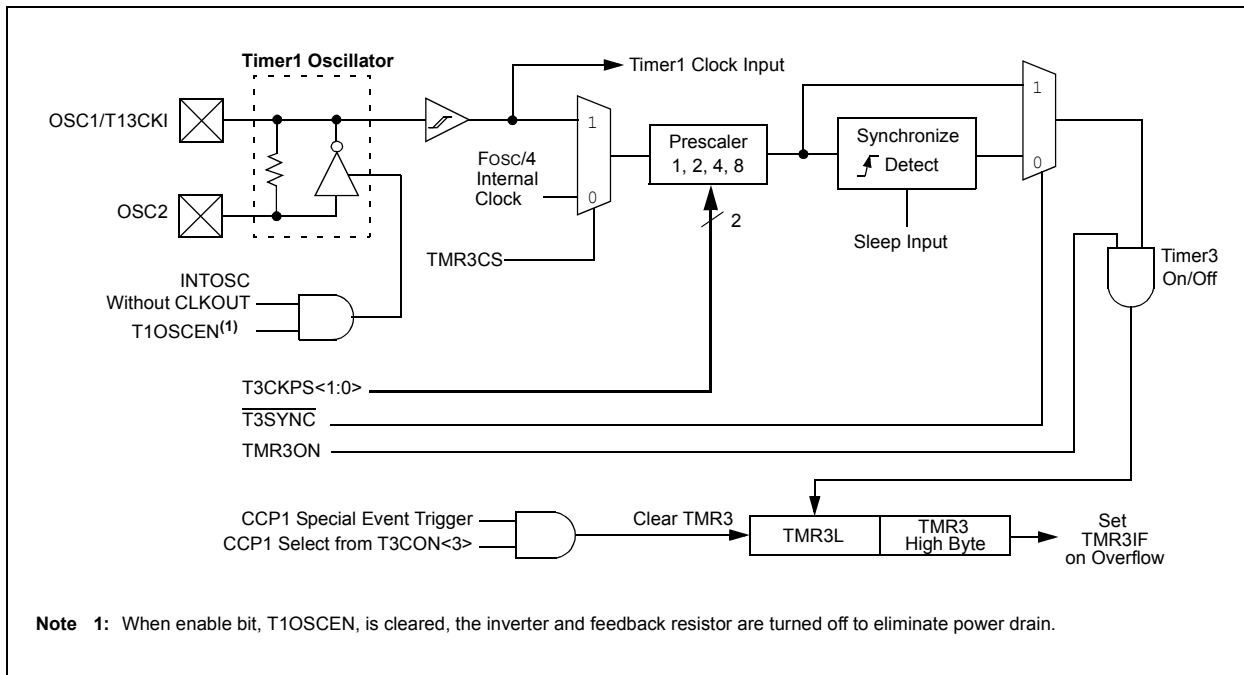 Timer1 Oscillator
Timer1 Clock Input
OSC1/T13CKI
1
FOSC/4
Internal
Clock
0
Prescaler
1, 2, 4, 8
Synchronize
Detect
1
0
OSC2
2
Sleep Input
TMR3CS
Timer3
On/Off
INTOSC
Without CLKOUT
T1OSCEN(1)
T3CKPS<1:0>
T3SYNC
TMR3ON
CCP1 Special Event Trigger
CCP1 Select from T3CON<3>
Clear TMR3
TMR3L
TMR3
High Byte
Set
TMR3IF
on Overflow
Note 1: When enable bit, T1OSCEN, is cleared, the inverter and feedback resistor are turned off to eliminate power drain.